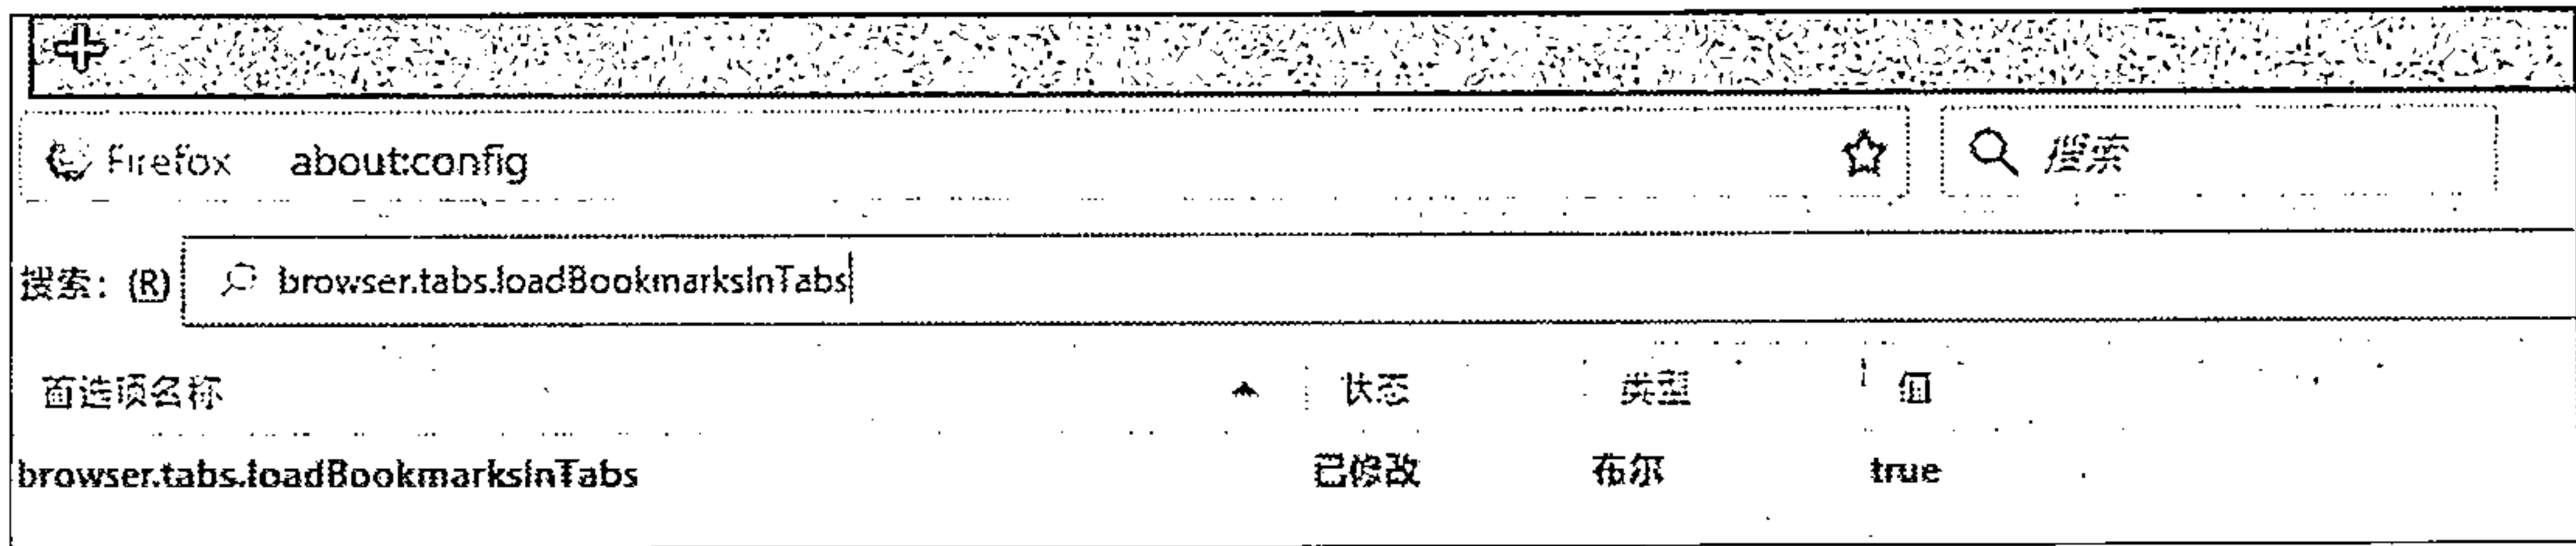 Firefox about:config 搜索
搜索：(R) browser.tabs.loadBookmarksInTabs
首选项名称 状态 类型 值
browser.tabs.loadBookmarksInTabs 已修改 布尔 true